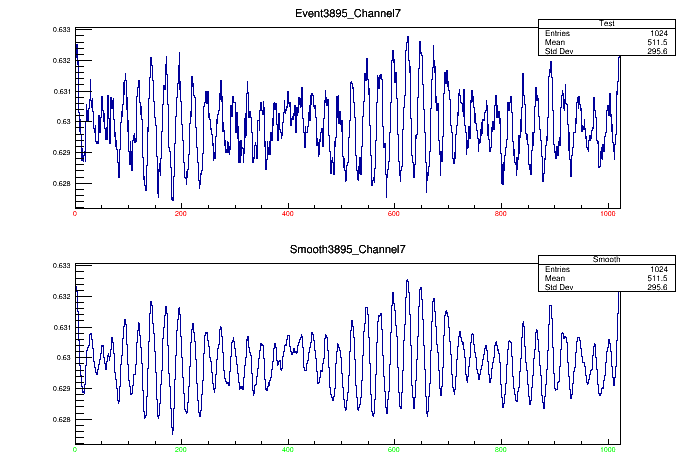 Event3895_Channel7
Test
Entries 1024
Mean 511.5
Std Dev 295.6
0.633
0.632
0.631
0.63
0.629
0.628
0 200 400 600 800 1000
Smooth3895_Channel7
Smooth
Entries 1024
Mean 511.5
Std Dev 295.6
0.633
0.632
0.631
0.63
0.629
0.628
0 200 400 600 800 1000